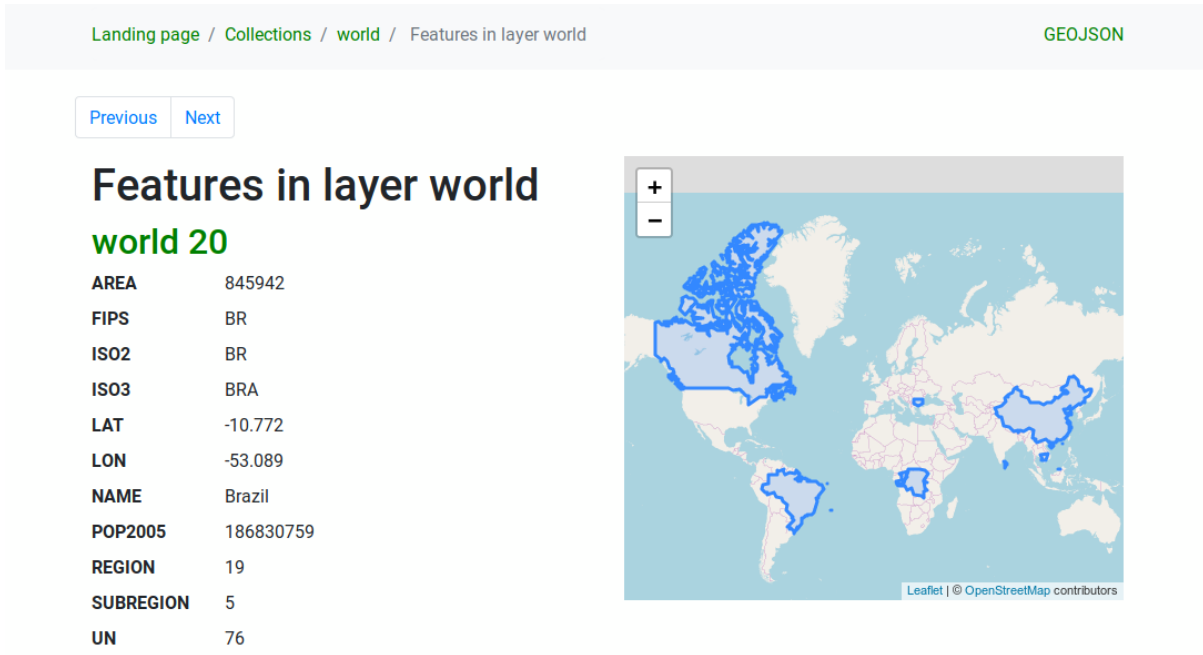 Landing page / Collections / world / Features in layer world GEOJSON
Previous Next
Features in layer world
world 20
AREA 845942
FIPS BR
ISO2 BR
ISO3 BRA
LAT -10.772
LON -53.089
NAME Brazil
POP2005 186830759
REGION 19
SUBREGION 5
UN 76
+
−
Leaflet | © OpenStreetMap contributors